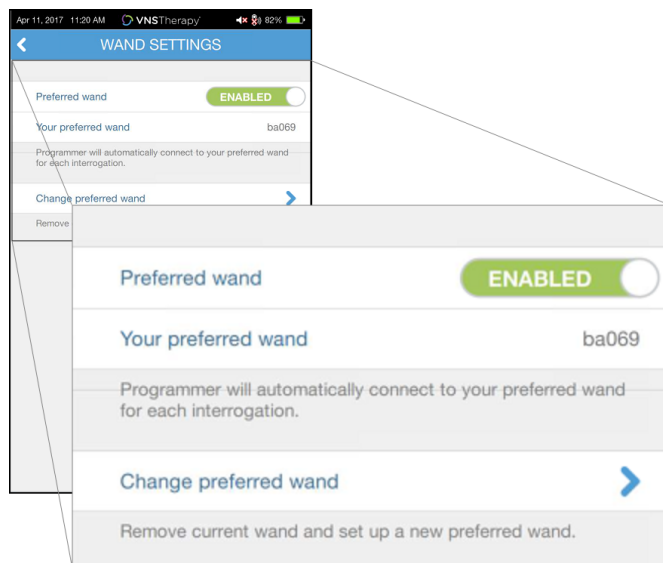 Apr 11, 2017 11:20 AM VNSTherapy 82%
WAND SETTINGS
Preferred wand ENABLED
Your preferred wand ba069
Programmer will automatically connect to your preferred wand
for each interrogation.
Change preferred wand
Remove
Preferred wand ENABLED
Your preferred wand ba069
Programmer will automatically connect to your preferred wand
for each interrogation.
Change preferred wand
Remove current wand and set up a new preferred wand.